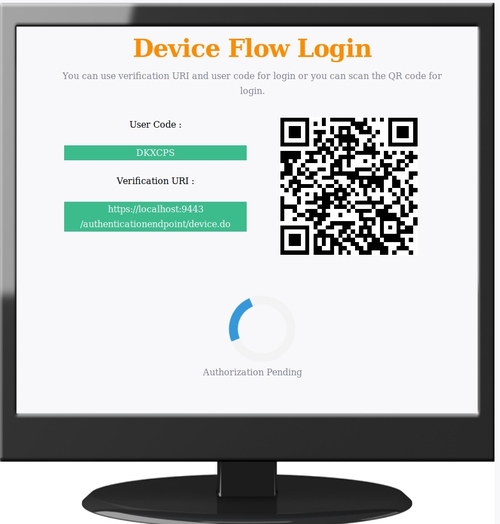 Device Flow Login
You can use verification URI and user code for login or you can scan the QR code for
login.
User Code :
DKXCPS
Verification URI :
https://localhost:9443
/authenticationendpoint/device.do
Authorization Pending